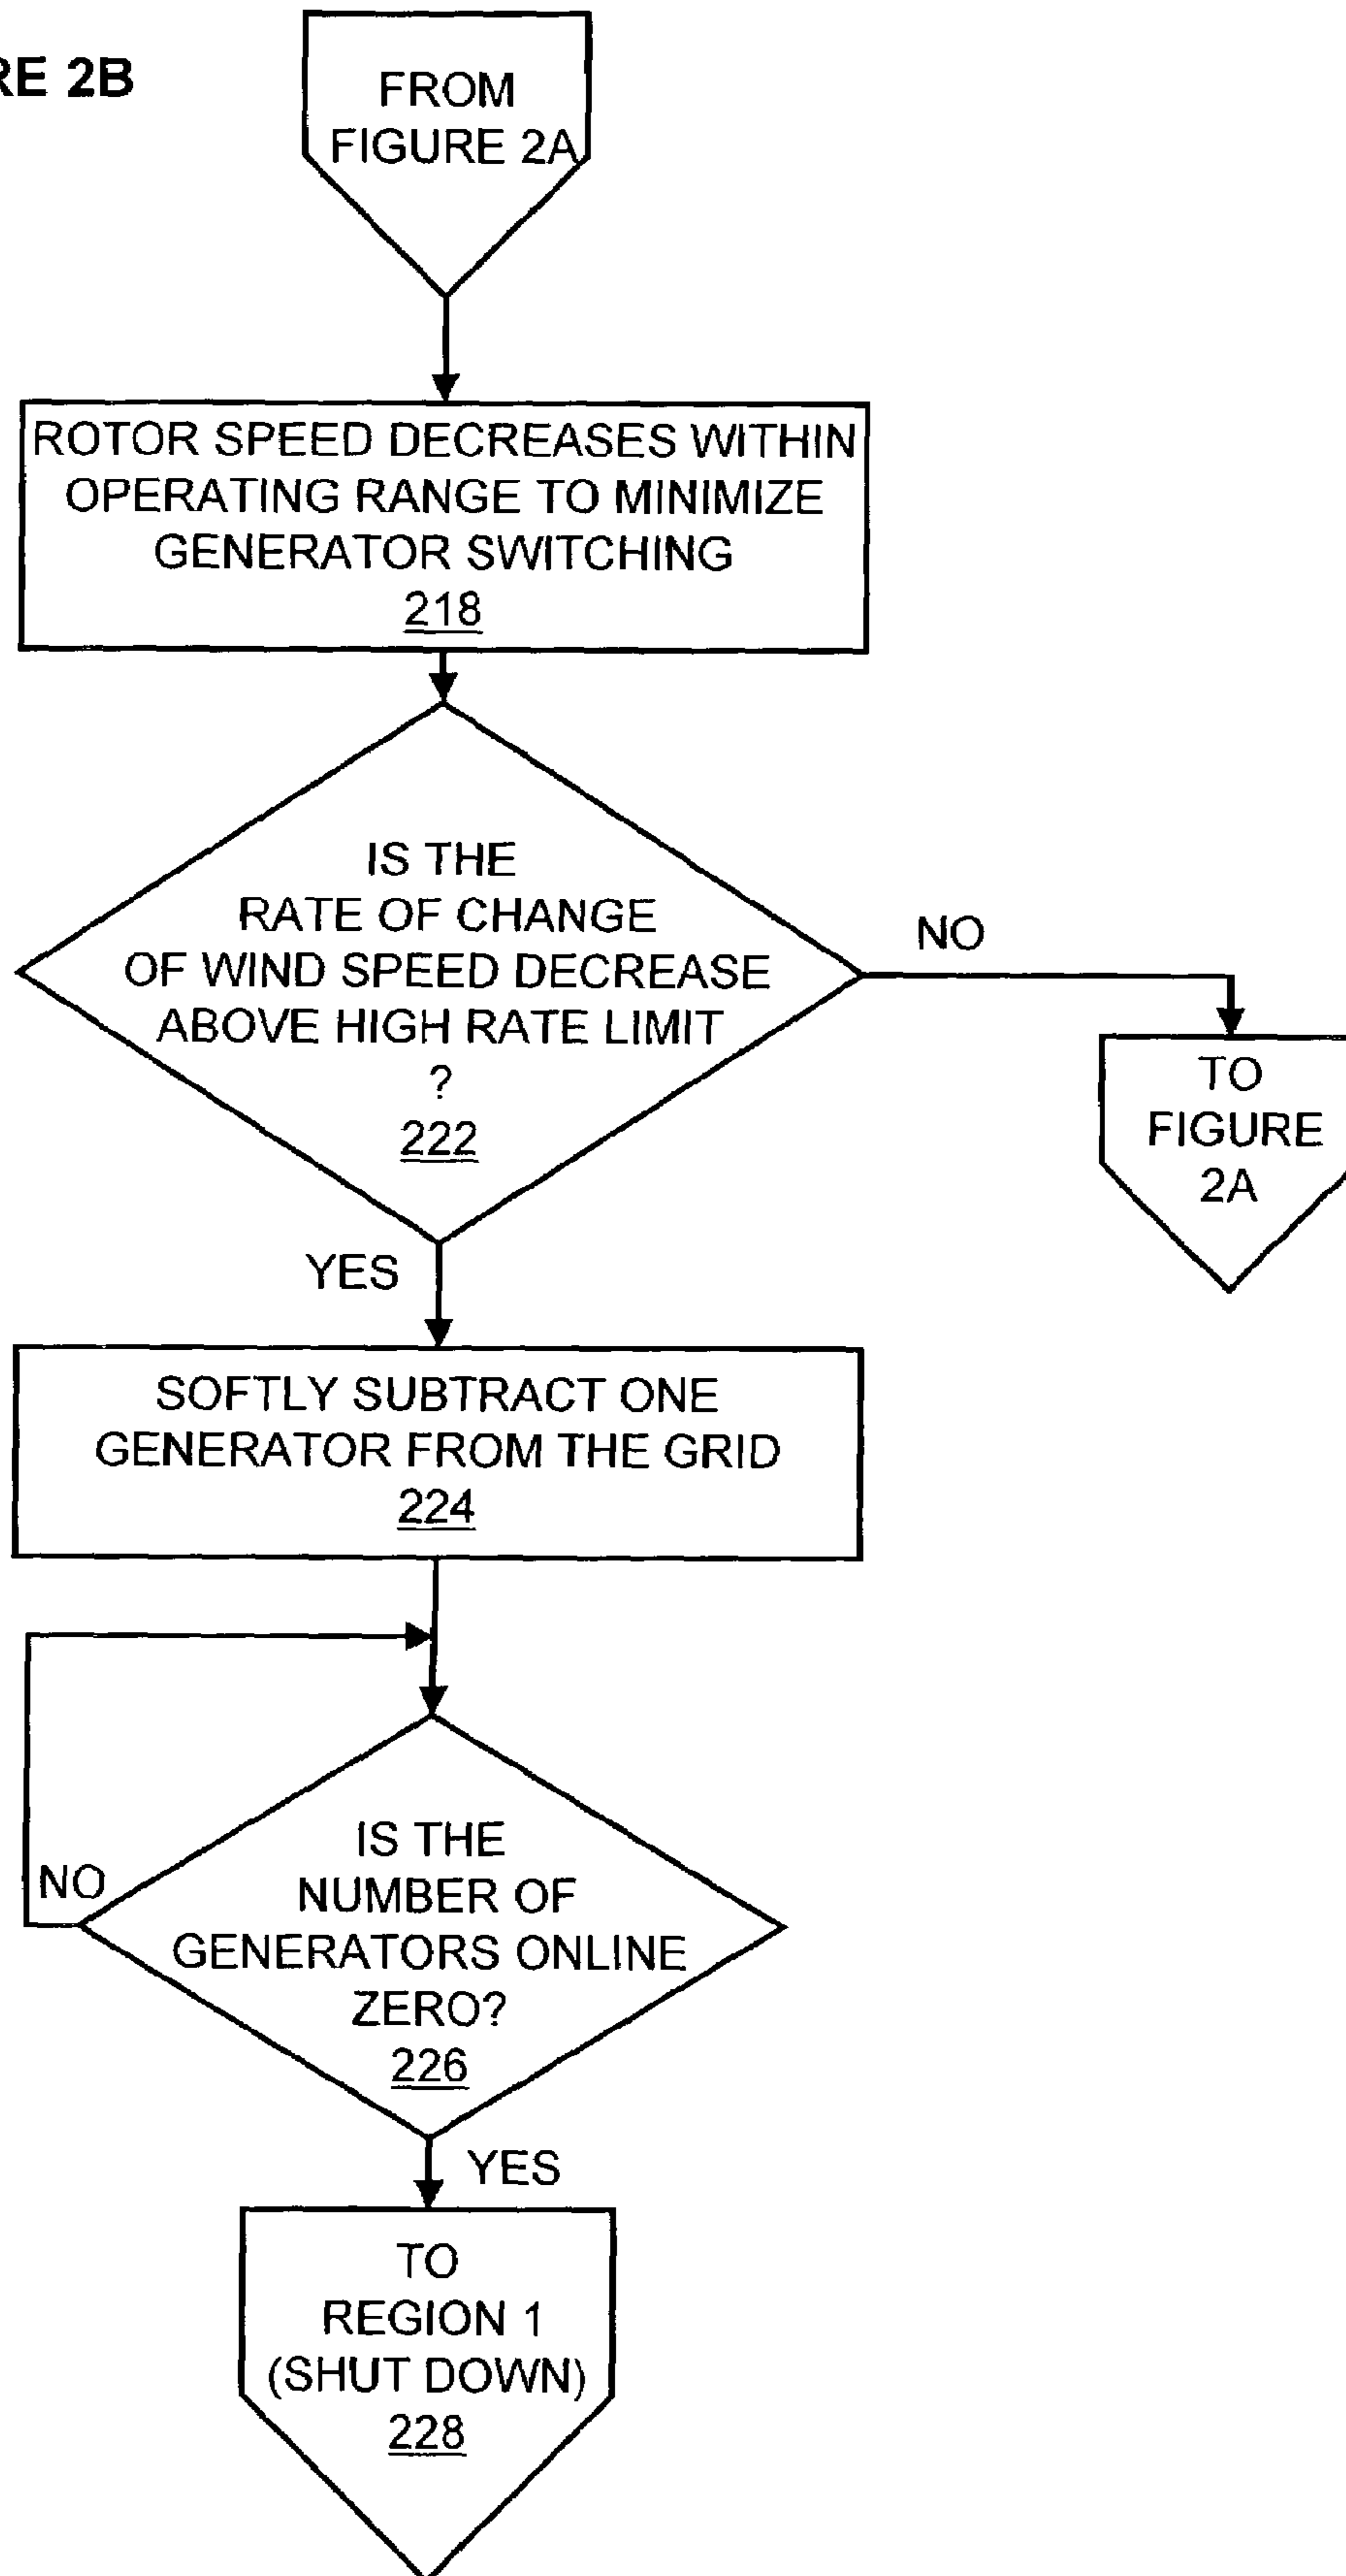 RE 2B
FROM
FIGURE 2A
ROTOR SPEED DECREASES WITHIN
OPERATING RANGE TO MINIMIZE
GENERATOR SWITCHING
218
IS THE
RATE OF CHANGE
OF WIND SPEED DECREASE
ABOVE HIGH RATE LIMIT
?
222
NO
TO
FIGURE
2A
YES
SOFTLY SUBTRACT ONE
GENERATOR FROM THE GRID
224
IS THE
NUMBER OF
GENERATORS ONLINE
ZERO?
226
NO
YES
TO
REGION 1
(SHUT DOWN)
228